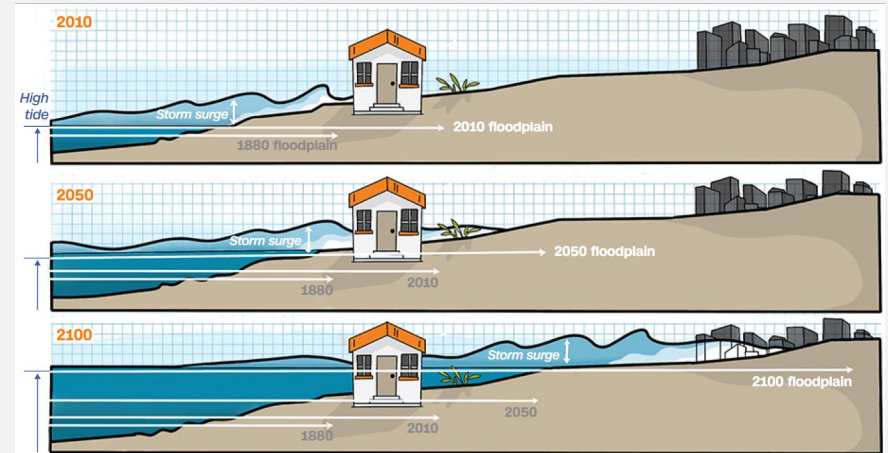 2010
High
tide
Storm surge
2010 floodplain
1880 floodplain
2050
Storm surge
2050 floodplain
2010
1880
2100
Storm surge
2100 floodplain
2050
2010
1880